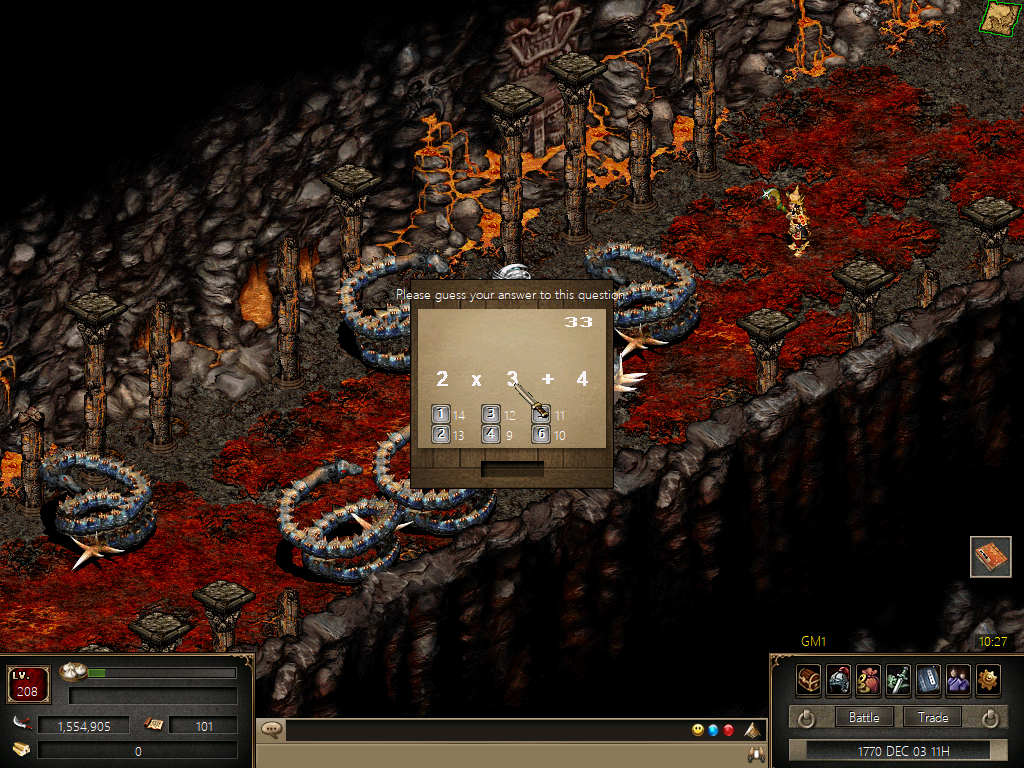 Please guess your answer to this question.
33
2 x 3 + 4
1 14 3 12 11
2 13 4 9 6 10
GM1 10:27
LV.
208
1,554,905 101
0
Battle Trade
1770 DEC 03 11H